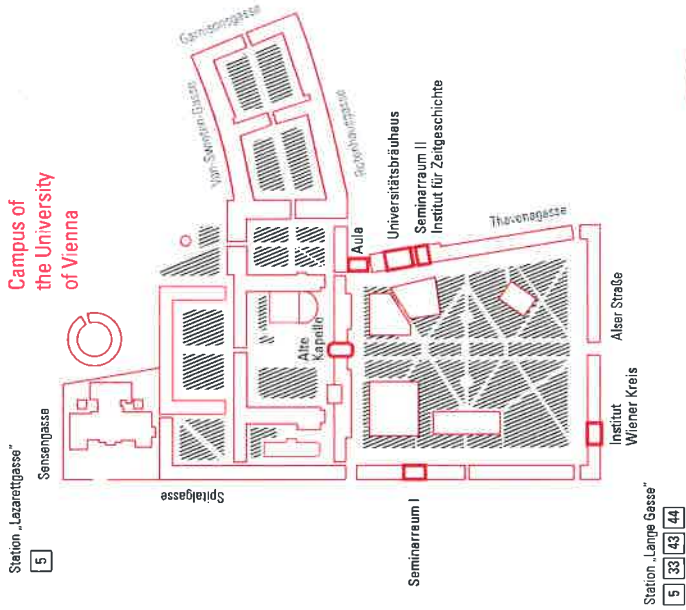 Campus of
the University
of Vienna
Station „Lazarettgasse“
5
Sensengasse
Spitalgasse
Garnisongasse
Van-Swieten-Gasse
Rotenhausgasse
Alte
Kapelle
Aula
Universitätsbräuhaus
Seminarraum II
Institut für Zeitgeschichte
Thavonagasse
Seminarraum I
Institut
Wiener Kreis
Alser Straße
Station „Lange Gasse“
5 33 43 44